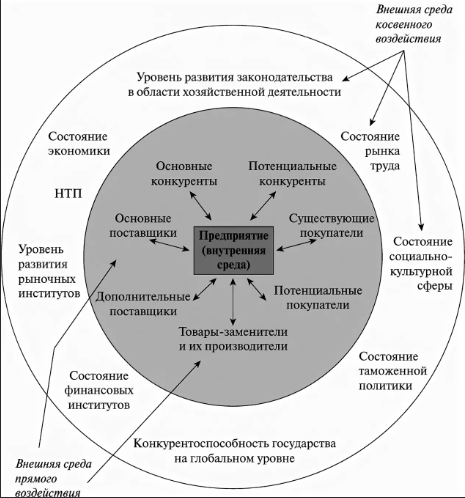 Внешняя среда
косвенного
воздействия
Уровень развития законодательства
в области хозяйственной деятельности
Состояние
экономики
Состояние
рынка
труда
НТП
Основные
конкуренты
Потенциальные
конкуренты
Основные
поставщики
Предприятие
(внутренняя
среда)
Существующие
покупатели
Уровень
развития
рыночных
институтов
Состояние
социально-
культурной
сферы
Дополнительные
поставщики
Потенциальные
покупатели
Товары-заменители
и их производители
Состояние
финансовых
институтов
Состояние
таможенной
политики
Конкурентоспособность государства
на глобальном уровне
Внешняя среда
прямого
воздействия